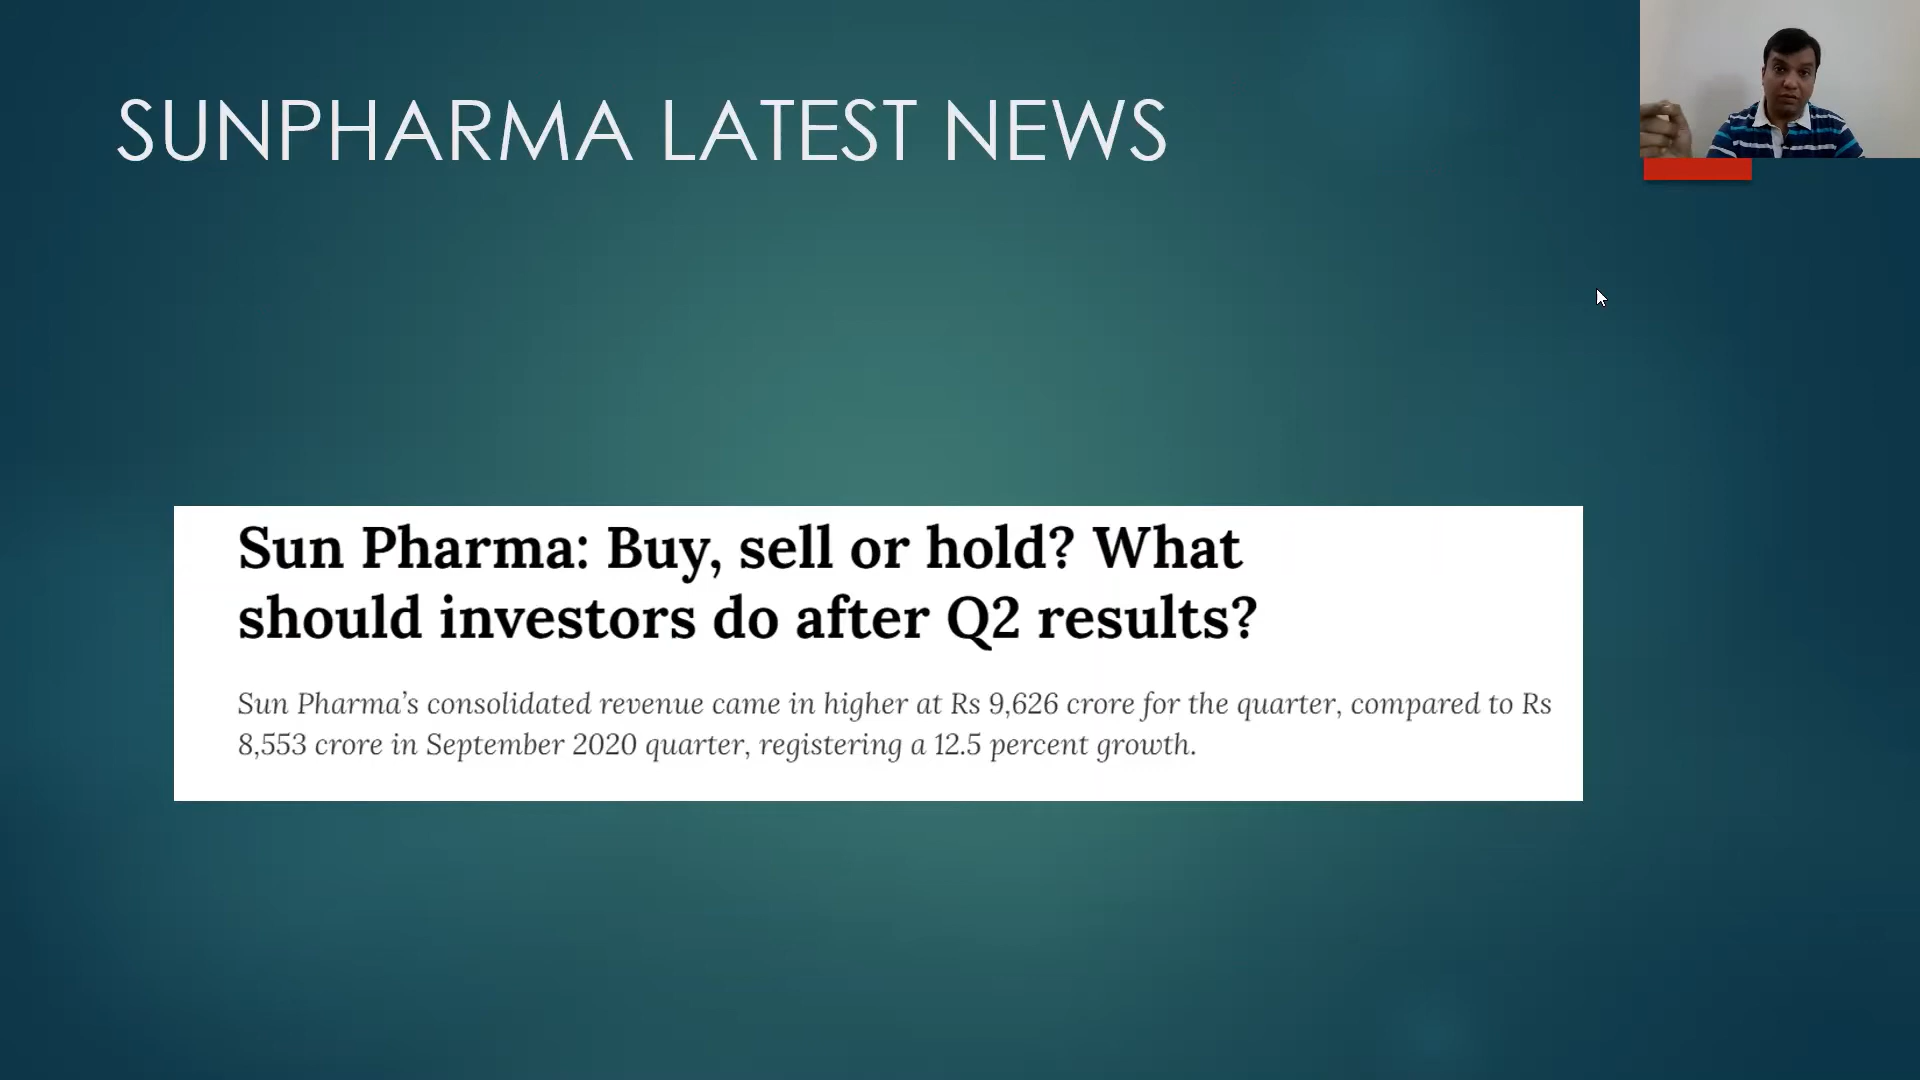 SUNPHARMA LATEST NEWS
Sun Pharma: Buy, sell or hold? What
should investors do after Q2 results?
Sun Pharma’s consolidated revenue came in higher at Rs 9,626 crore for the quarter, compared to Rs
8,553 crore in September 2020 quarter, registering a 12.5 percent growth.